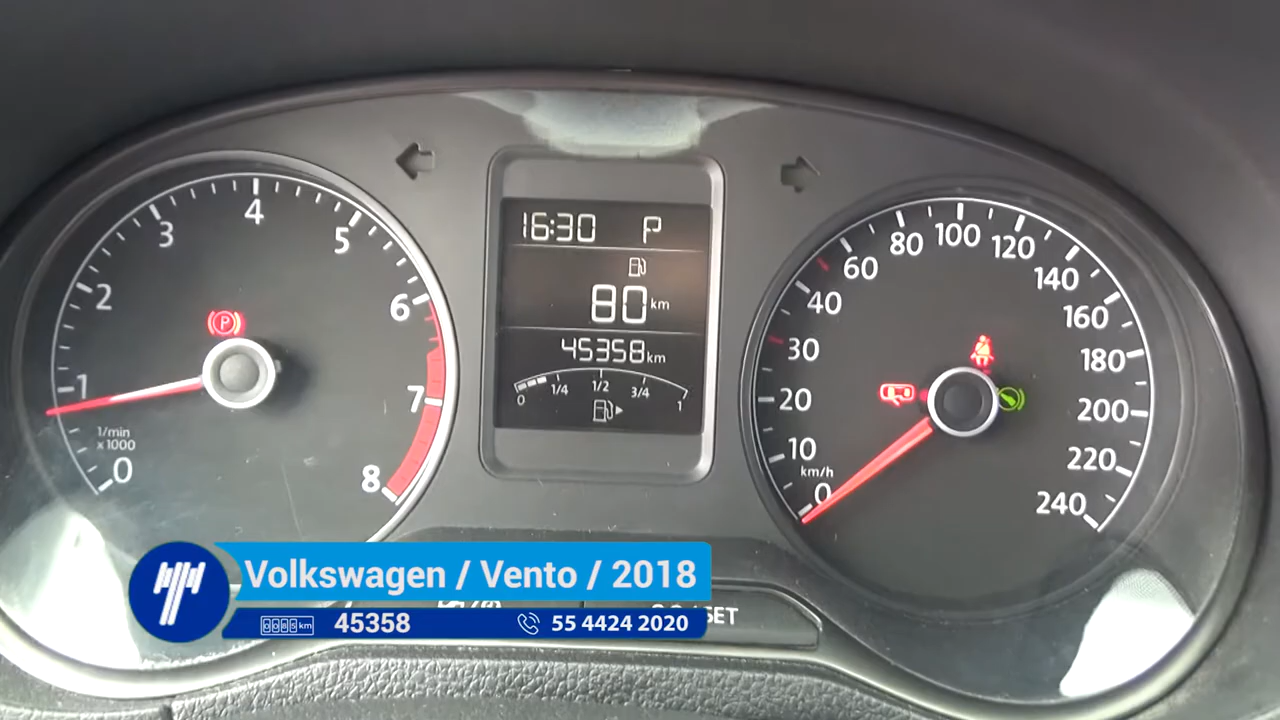 16:30 P
80 km
45358 km
0 1/4 1/2 3/4 1
0 1 2 3 4 5 6 7 8
1/min
x 1000
P
0 10 20 30 40 60 80 100 120 140 160 180 200 220 240
km/h
Volkswagen / Vento / 2018
km 45358 55 4424 2020
SET